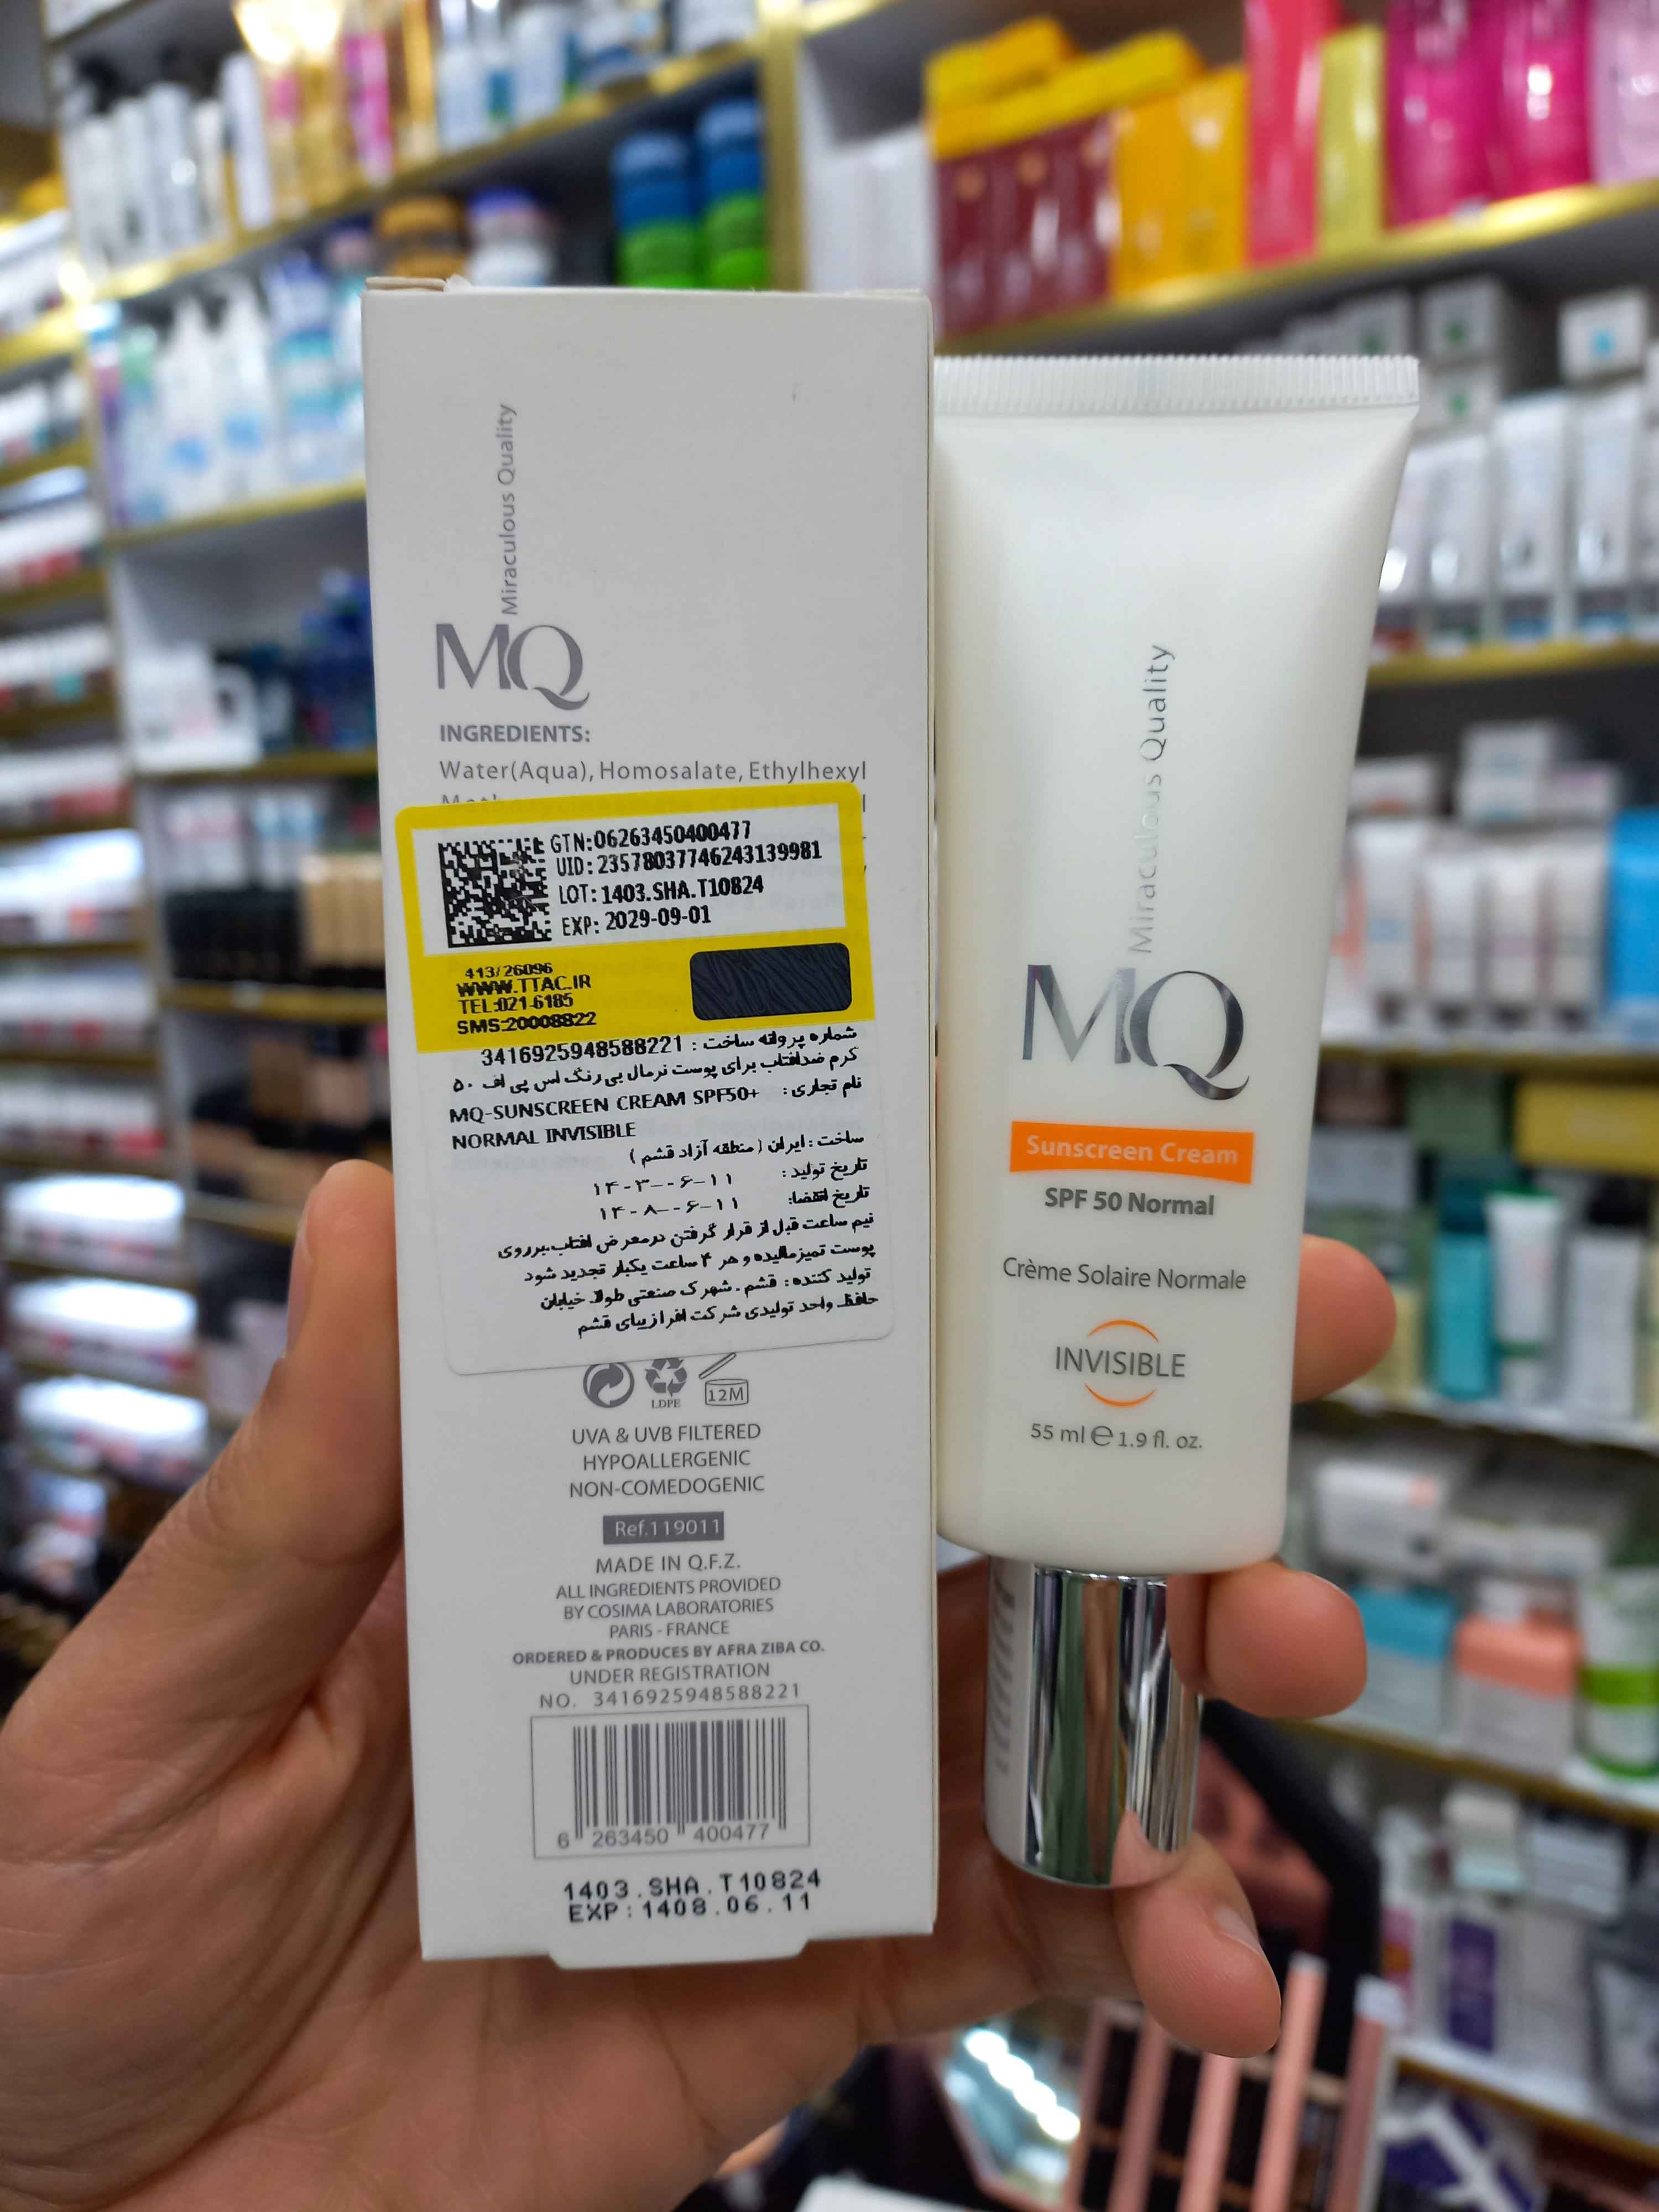 Miraculous Quality
MQ
INGREDIENTS:
Water(Aqua), Homosalate, Ethylhexyl
GTN:06263450400477
UID: 23578037746243139981
LOT: 1403.SHA.T10824
EXP: 2029-09-01
413/26096
WWW.TTAC.IR
TEL:021-6185
SMS:20008822
شماره پروانه ساخت : 3416925948588221
کرم ضدافتاب برای پوست نرمال بی رنگ اس پی اف ۵۰
نام تجاری : MQ-SUNSCREEN CREAM SPF50+
NORMAL INVISIBLE
ساخت : ایران ( منطقه آزاد قشم )
تاریخ تولید : ۱۴۰۳-۰۶-۱۱
تاریخ انقضا: ۱۴۰۸-۰۶-۱۱
نیم ساعت قبل از قرار گرفتن درمعرض افتاب،برروی
پوست تمیزمالیده و هر ۴ ساعت یکبار تجدید شود
تولید کننده : قشم . شهرک صنعتی طولا. خیابان
حافظ. واحد تولیدی شرکت افرا زیبای قشم
LDPE
12M
UVA & UVB FILTERED
HYPOALLERGENIC
NON-COMEDOGENIC
Ref.119011
MADE IN Q.F.Z.
ALL INGREDIENTS PROVIDED
BY COSIMA LABORATORIES
PARIS - FRANCE
ORDERED & PRODUCES BY AFRA ZIBA CO.
UNDER REGISTRATION
NO. 3416925948588221
6 263450 400477
1403.SHA.T10824
EXP:1408.06.11
Miraculous Quality
MQ
Sunscreen Cream
SPF 50 Normal
Crème Solaire Normale
INVISIBLE
55 ml e 1.9 fl. oz.